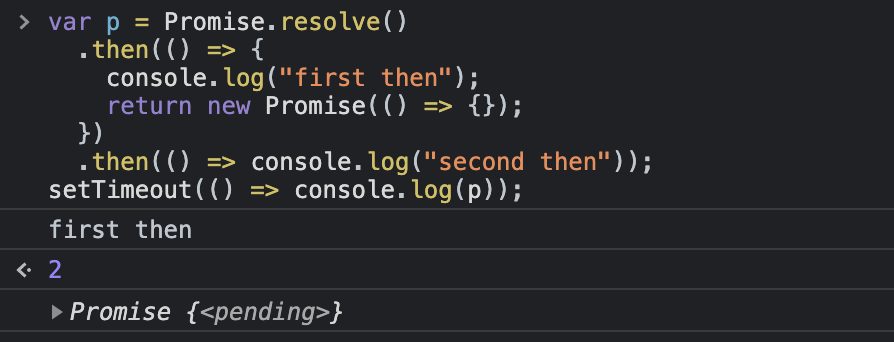 > var p = Promise.resolve()
.then(() => {
console.log("first then");
return new Promise(() => {});
})
.then(() => console.log("second then"));
setTimeout(() => console.log(p));
first then
2
Promise {<pending>}